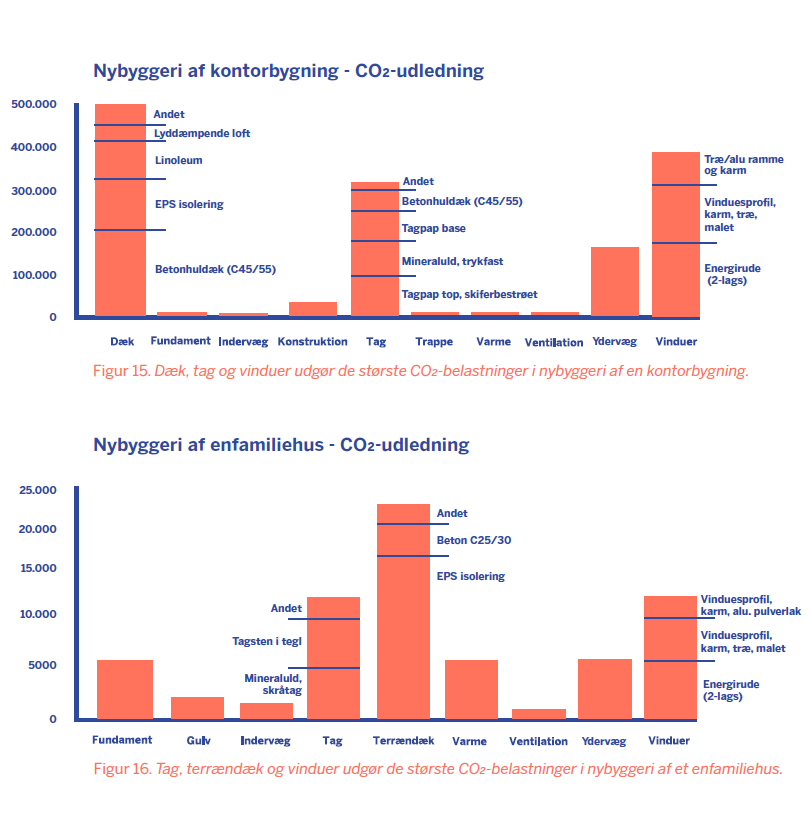 Nybyggeri af kontorbygning - CO₂-udledning
500.000
400.000
300.000
200.000
100.000
0
Andet
Lyddæmpende loft
Linoleum
EPS isolering
Betonhuldæk (C45/55)
Andet
Betonhuldæk (C45/55)
Tagpap base
Mineraluld, trykfast
Tagpap top, skiferbestrøet
Træ/alu ramme
og karm
Vinduesprofil,
karm, træ,
malet
Energirude
(2-lags)
Dæk Fundament Indervæg Konstruktion Tag Trappe Varme Ventilation Ydervæg Vinduer
Figur 15. Dæk, tag og vinduer udgør de største CO₂-belastninger i nybyggeri af en kontorbygning.
Nybyggeri af enfamiliehus - CO₂-udledning
25.000
20.000
15.000
10.000
5000
0
Andet
Tagsten i tegl
Mineraluld,
skråtag
Andet
Beton C25/30
EPS isolering
Vinduesprofil,
karm, alu. pulverlak
Vinduesprofil,
karm, træ, malet
Energirude
(2-lags)
Fundament Gulv Indervæg Tag Terrændæk Varme Ventilation Ydervæg Vinduer
Figur 16. Tag, terrændæk og vinduer udgør de største CO₂-belastninger i nybyggeri af et enfamiliehus.